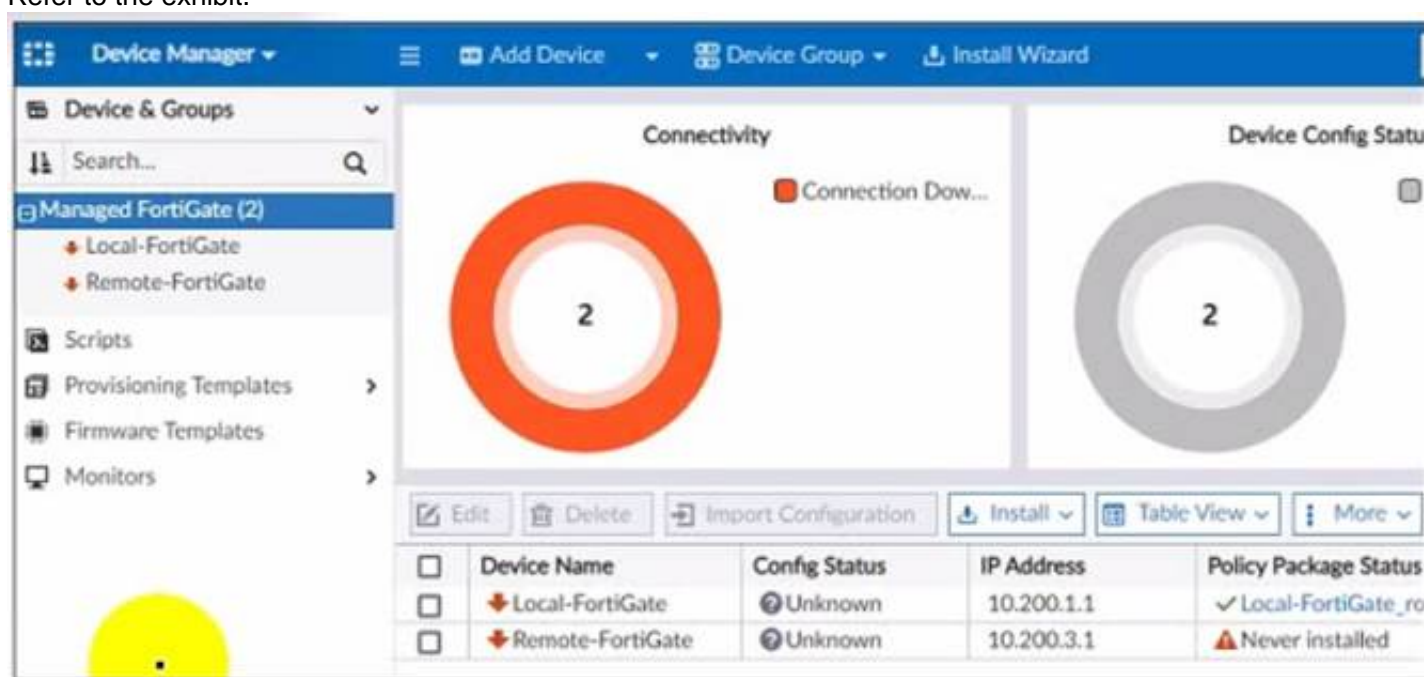 Refer to the exhibit.
Device Manager
Add Device
Device Group
Install Wizard
Device & Groups
Search...
Managed FortiGate (2)
Local-FortiGate
Remote-FortiGate
Scripts
Provisioning Templates
Firmware Templates
Monitors
Connectivity
Connection Dow...
2
Device Config Statu
2
Edit Delete Import Configuration Install Table View More
Device Name Config Status IP Address Policy Package Status
Local-FortiGate Unknown 10.200.1.1 Local-FortiGate_ro
Remote-FortiGate Unknown 10.200.3.1 Never installed